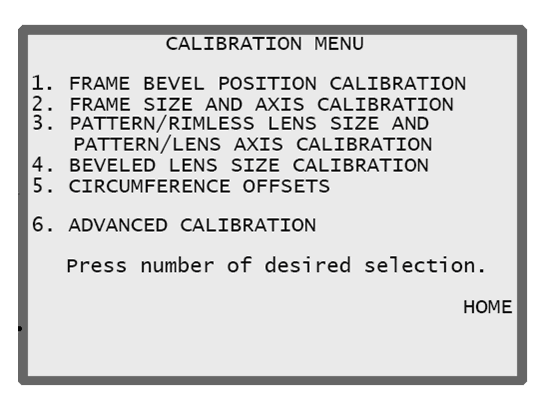 CALIBRATION MENU
1. FRAME BEVEL POSITION CALIBRATION
2. FRAME SIZE AND AXIS CALIBRATION
3. PATTERN/RIMLESS LENS SIZE AND
PATTERN/LENS AXIS CALIBRATION
4. BEVELED LENS SIZE CALIBRATION
5. CIRCUMFERENCE OFFSETS
6. ADVANCED CALIBRATION
Press number of desired selection.
HOME